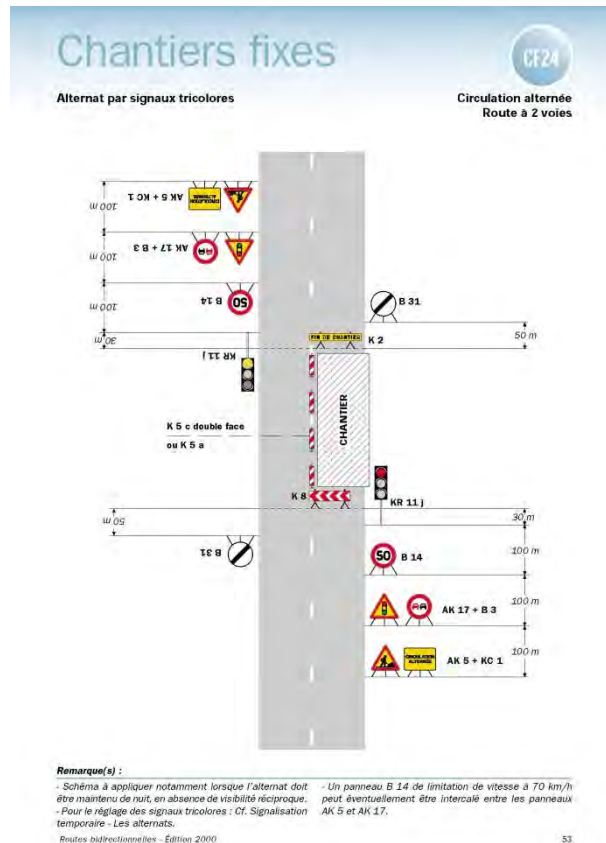 Chantiers fixes
CF24
Alternat par signaux tricolores
Circulation alternée
Route à 2 voies
100 m
AK 5 + KC 1
CIRCULATION ALTERNÉE
100 m
AK 17 + B 3
100 m
B 14
50
B 31
30 m
KR 11 j
FIN DE CHANTIER
K 2
50 m
K 5 c double face
ou K 5 a
CHANTIER
K 8
KR 11 j
50 m
30 m
B 31
50
B 14
100 m
AK 17 + B 3
100 m
CIRCULATION ALTERNÉE
AK 5 + KC 1
100 m
Remarque(s) :
- Schéma à appliquer notamment lorsque l'alternat doit
être maintenu de nuit, en absence de visibilité réciproque.
- Pour le réglage des signaux tricolores : Cf. Signalisation
temporaire - Les alternats.
- Un panneau B 14 de limitation de vitesse à 70 km/h
peut éventuellement être intercalé entre les panneaux
AK 5 et AK 17.
Routes bidirectionnelles - Édition 2000
53